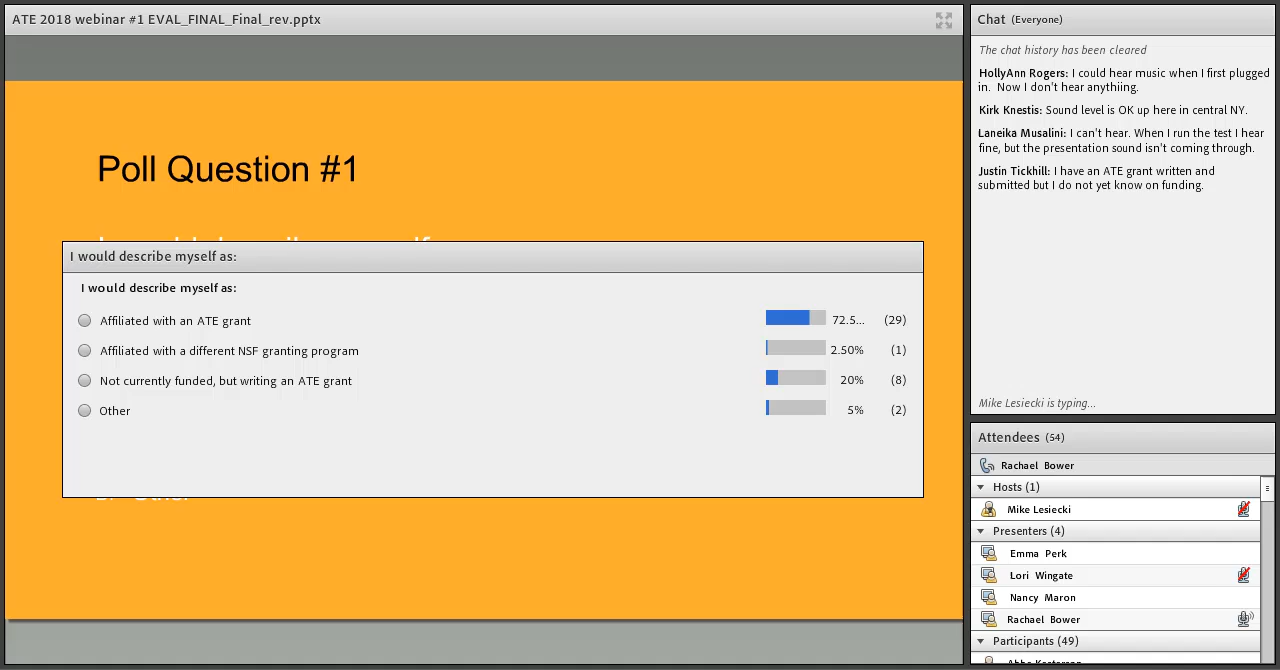 ATE 2018 webinar #1 EVAL_FINAL_Final_rev.pptx
Poll Question #1
I would describe myself as:
I would describe myself as:
Affiliated with an ATE grant 72.5... (29)
Affiliated with a different NSF granting program 2.50% (1)
Not currently funded, but writing an ATE grant 20% (8)
Other 5% (2)
Chat (Everyone)
The chat history has been cleared
HollyAnn Rogers: I could hear music when I first plugged
in. Now I don't hear anythiing.
Kirk Knestis: Sound level is OK up here in central NY.
Laneika Musalini: I can't hear. When I run the test I hear
fine, but the presentation sound isn't coming through.
Justin Tickhill: I have an ATE grant written and
submitted but I do not yet know on funding.
Mike Lesiecki is typing...
Attendees (54)
Rachael Bower
Hosts (1)
Mike Lesiecki
Presenters (4)
Emma Perk
Lori Wingate
Nancy Maron
Rachael Bower
Participants (49)